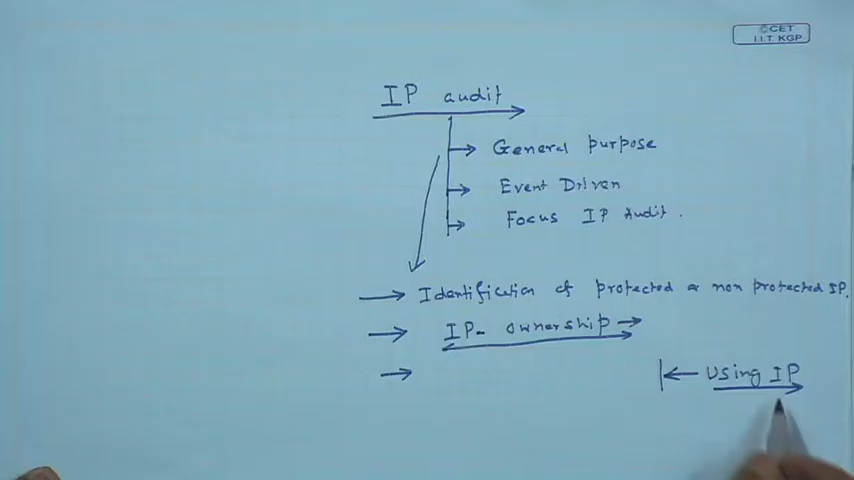 ©CET
I.I.T. KGP
IP audit
General purpose
Event Driven
Focus IP Audit.
Identification of protected & non protected IP.
IP- ownership
Using IP